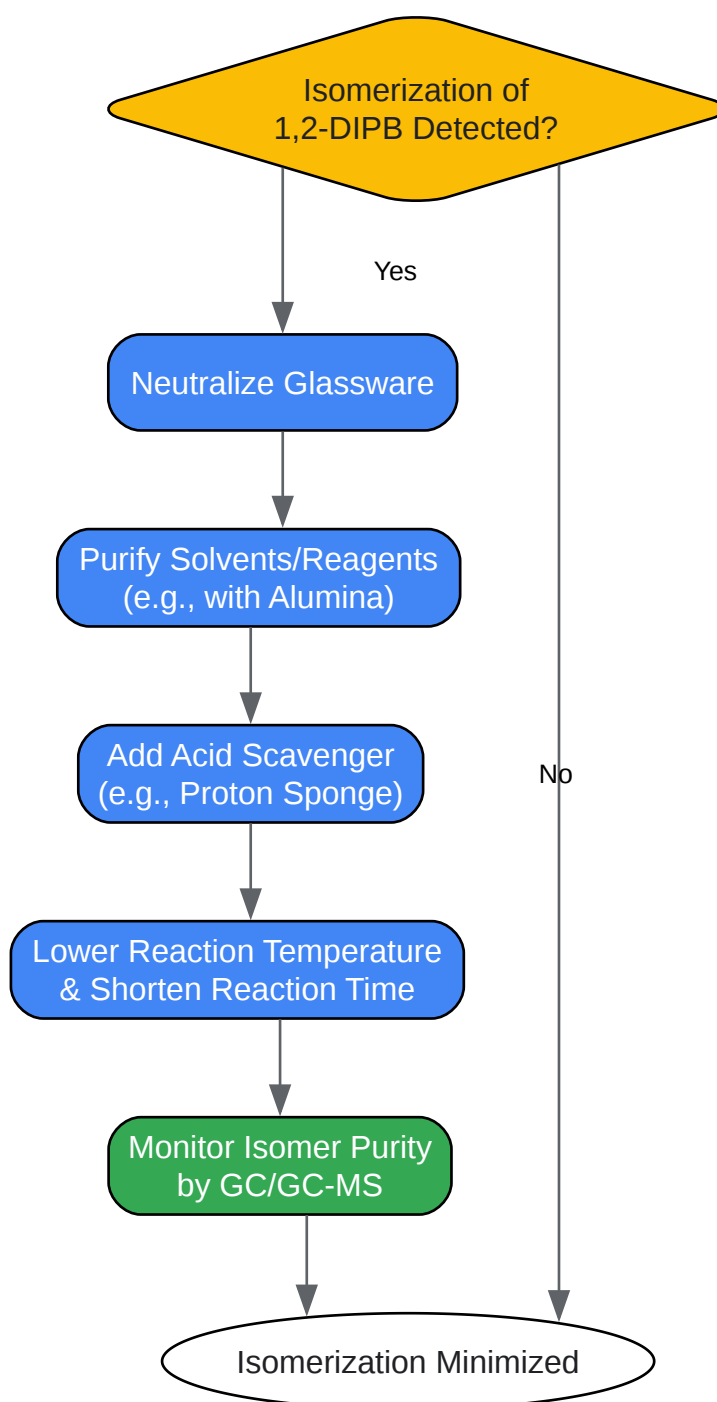 Isomerization of
1,2-DIPB Detected?
Yes
Neutralize Glassware
Purify Solvents/Reagents
(e.g., with Alumina)
Add Acid Scavenger
(e.g., Proton Sponge)
No
Lower Reaction Temperature
& Shorten Reaction Time
Monitor Isomer Purity
by GC/GC-MS
Isomerization Minimized